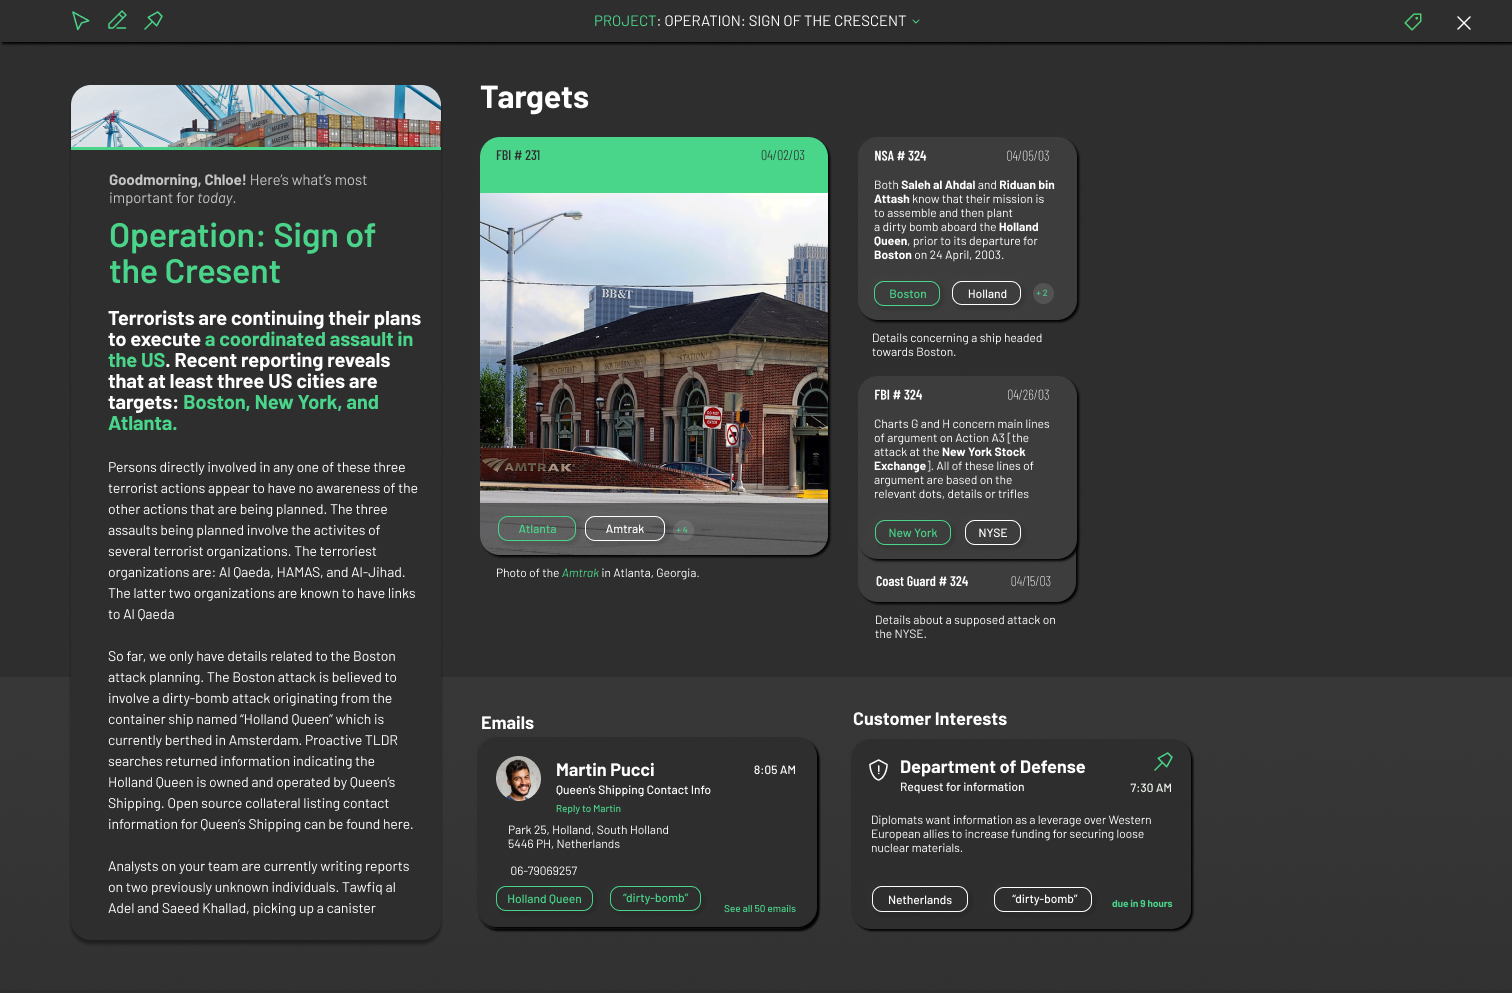 PROJECT: OPERATION: SIGN OF THE CRESCENT
Goodmorning, Chloe! Here's what's most
important for today.
Operation: Sign of
the Cresent
Terrorists are continuing their plans
to execute a coordinated assault in
the US. Recent reporting reveals
that at least three US cities are
targets: Boston, New York, and
Atlanta.
Persons directly involved in any one of these three
terrorist actions appear to have no awareness of the
other actions that are being planned. The three
assaults being planned involve the activites of
several terrorist organizations. The terroriest
organizations are: Al Qaeda, HAMAS, and Al-Jihad.
The latter two organizations are known to have links
to Al Qaeda
So far, we only have details related to the Boston
attack planning. The Boston attack is believed to
involve a dirty-bomb attack originating from the
container ship named “Holland Queen” which is
currently berthed in Amsterdam. Proactive TLDR
searches returned information indicating the
Holland Queen is owned and operated by Queen's
Shipping. Open source collateral listing contact
information for Queen's Shipping can be found here.
Analysts on your team are currently writing reports
on two previously unknown individuals. Tawfiq al
Adel and Saeed Khallad, picking up a canister
Targets
FBI # 231
04/02/03
BB&T
AMTRAK
DO NOT
ENTER
Atlanta
Amtrak
+4
Photo of the Amtrak in Atlanta, Georgia.
NSA # 324
04/05/03
Both Saleh al Ahdal and Riduan bin
Attash know that their mission is
to assemble and then plant
a dirty bomb aboard the Holland
Queen, prior to its departure for
Boston on 24 April, 2003.
Boston
Holland
+2
Details concerning a ship headed
towards Boston.
FBI # 324
04/26/03
Charts G and H concern main lines
of argument on Action A3 [the
attack at the New York Stock
Exchange]. All of these lines of
argument are based on the
relevant dots, details or trifles
New York
NYSE
Coast Guard # 324
04/15/03
Details about a supposed attack on
the NYSE.
Emails
Martin Pucci
8:05 AM
Queen's Shipping Contact Info
Reply to Martin
Park 25, Holland, South Holland
5446 PH, Netherlands
06-79069257
Holland Queen
“dirty-bomb”
See all 50 emails
Customer Interests
Department of Defense
Request for information
7:30 AM
Diplomats want information as a leverage over Western
European allies to increase funding for securing loose
nuclear materials.
Netherlands
“dirty-bomb”
due in 9 hours